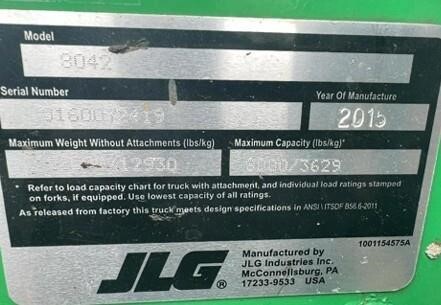 Model
8042
Serial Number
Year Of Manufacture
2015
Maximum Weight Without Attachments (lbs/kg)
Maximum Capacity (lbs/kg)*
/12930
8000/3629
* Refer to load capacity chart for truck with attachment, and individual load ratings stamped
on forks, if equipped. Use lowest capacity of all ratings.
As released from factory this truck meets design specifications in ANSI \ ITSDF B56.6-2011
JLG®
Manufactured by
JLG Industries Inc.
McConnellsburg, PA
17233-9533 USA
1001154575A